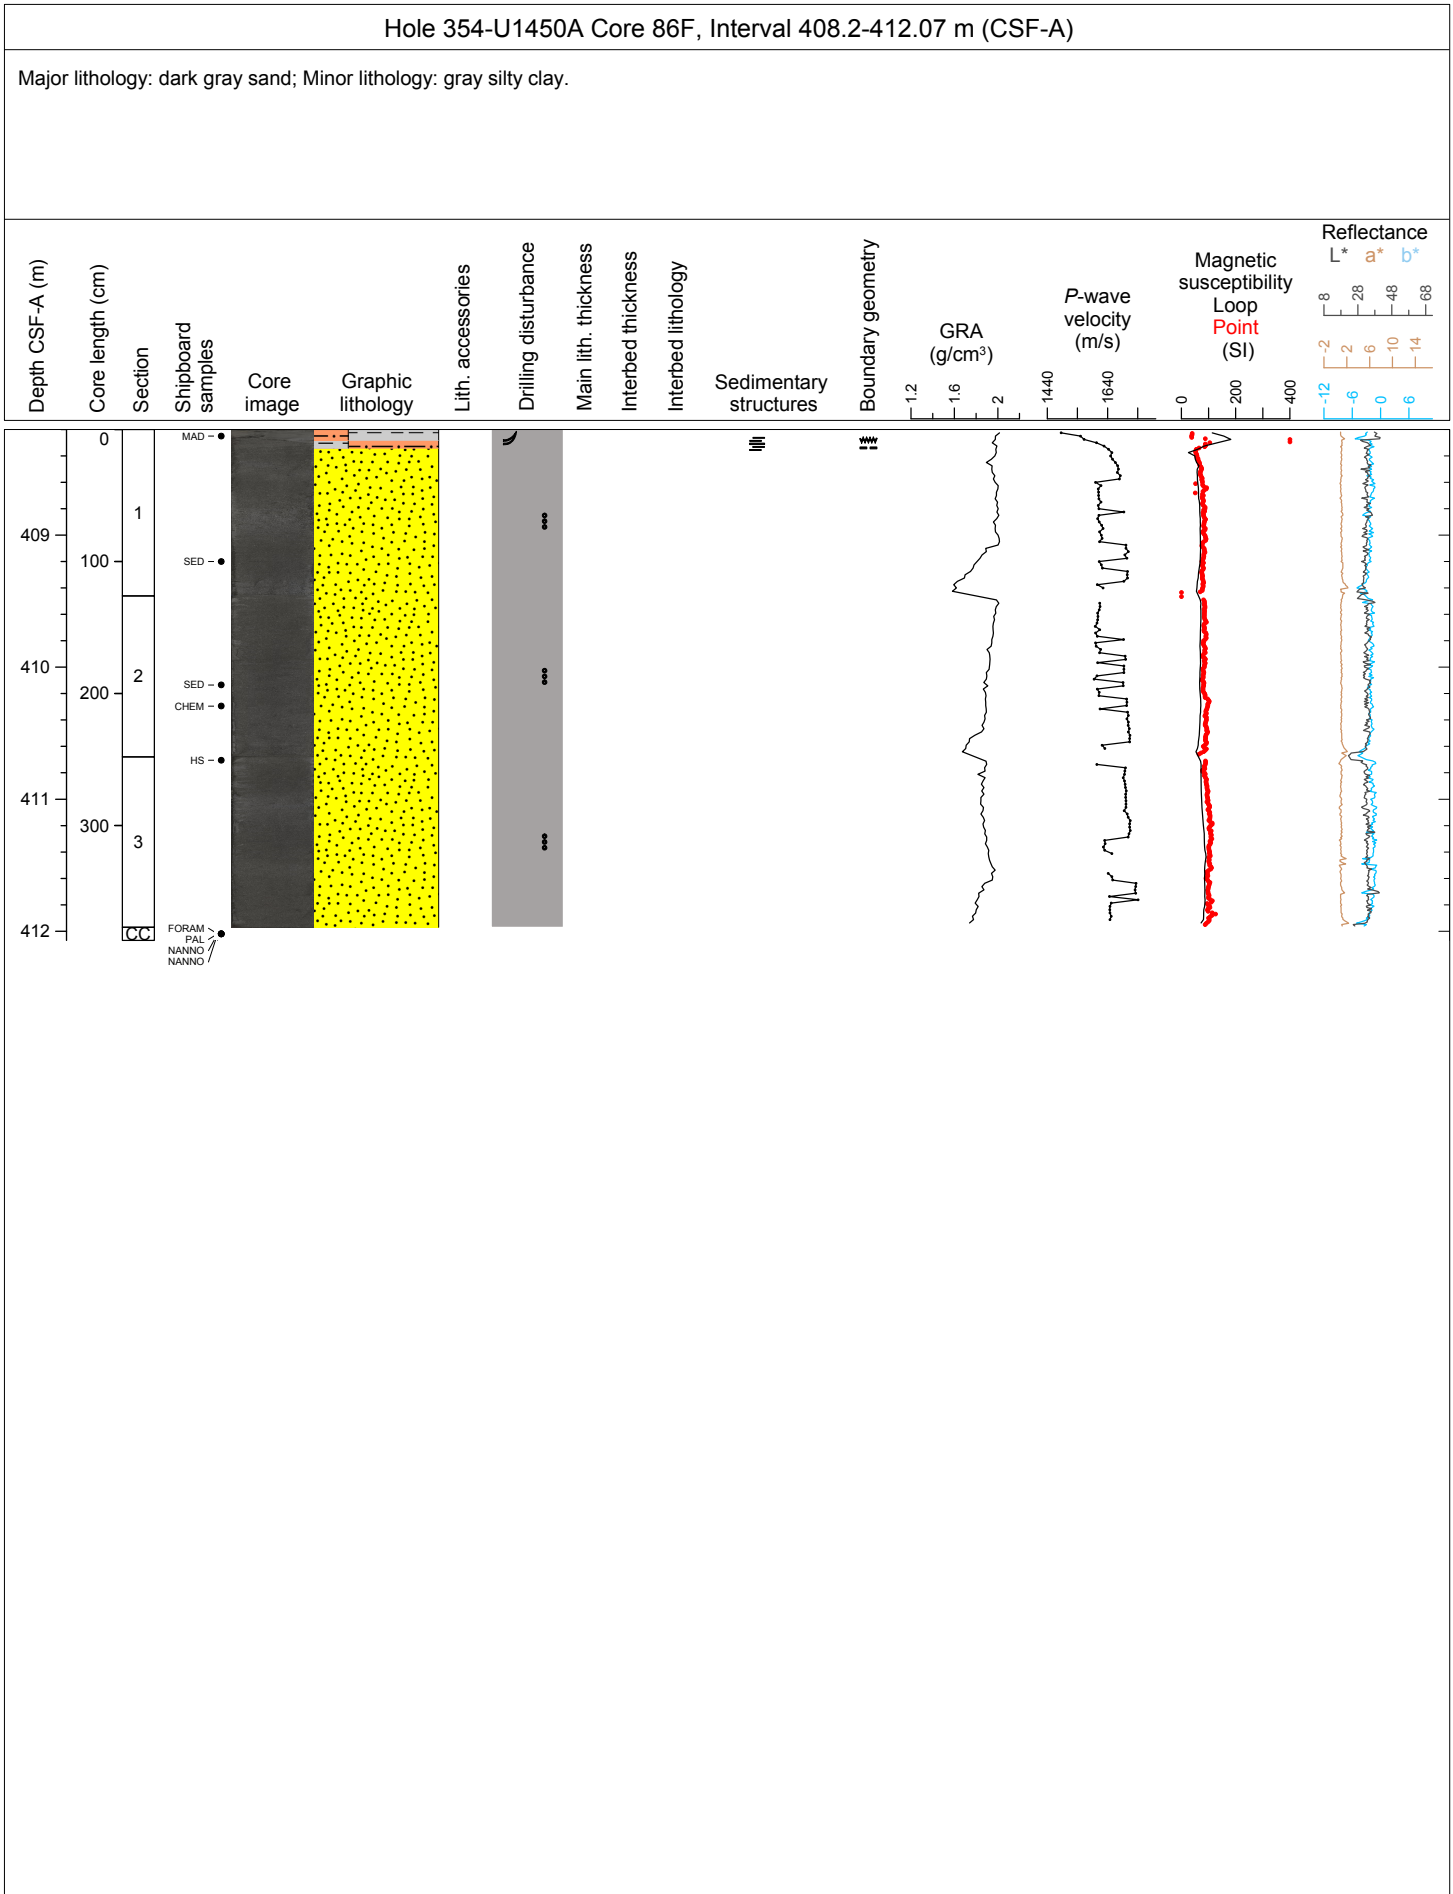 Hole 354-U1450A Core 86F, Interval 408.2-412.07 m (CSF-A)
Major lithology: dark gray sand; Minor lithology: gray silty clay.
Depth CSF-A (m)
Core length (cm)
Section
Shipboard
samples
Core
image
Graphic
lithology
Lith. accessories
Drilling disturbance
Main lith. thickness
Interbed thickness
Interbed lithology
Sedimentary
structures
Boundary geometry
GRA
(g/cm³)
1.2 1.6 2
P-wave
velocity
(m/s)
1440 1640
Magnetic
susceptibility
Loop
Point
(SI)
0 200 400
Reflectance
L* a* b*
8 28 48 68
-2 2 6 10 14
-12 -6 0 6
409
410
411
412
0
100
200
300
1
2
3
CC
MAD
SED
SED
CHEM
HS
FORAM
PAL
NANNO
NANNO